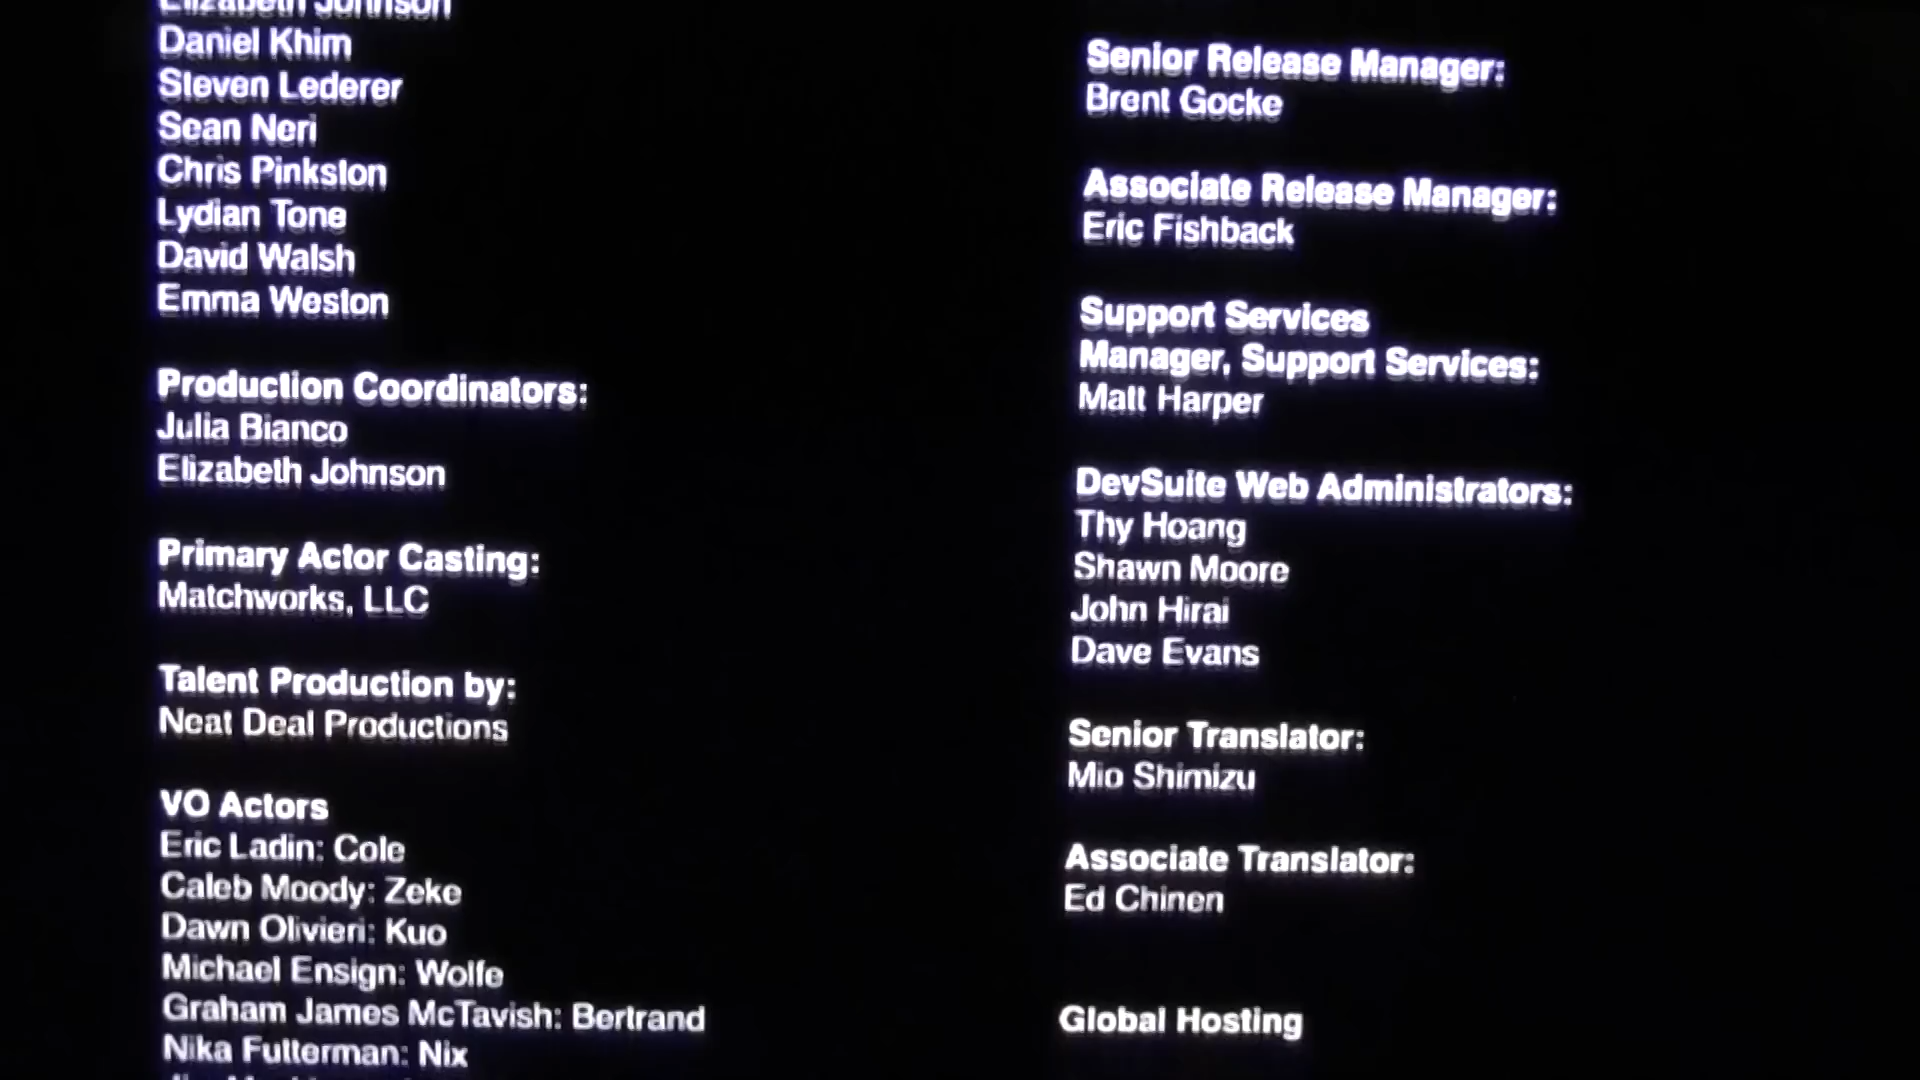 Elizabeth Johnson
Daniel Khim
Steven Lederer
Sean Neri
Chris Pinkston
Lydian Tone
David Walsh
Emma Weston
Production Coordinators:
Julia Bianco
Elizabeth Johnson
Primary Actor Casting:
Matchworks, LLC
Talent Production by:
Neat Deal Productions
VO Actors
Eric Ladin: Cole
Caleb Moody: Zeke
Dawn Olivieri: Kuo
Michael Ensign: Wolfe
Graham James McTavish: Bertrand
Nika Futterman: Nix
Senior Release Manager:
Brent Gocke
Associate Release Manager:
Eric Fishback
Support Services
Manager, Support Services:
Matt Harper
DevSuite Web Administrators:
Thy Hoang
Shawn Moore
John Hirai
Dave Evans
Senior Translator:
Mio Shimizu
Associate Translator:
Ed Chinen
Global Hosting